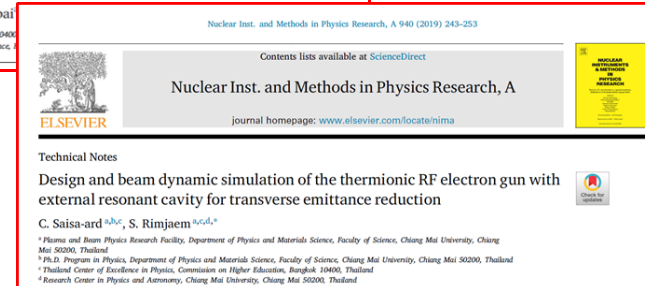 pai
10400
ce, I
Nuclear Inst. and Methods in Physics Research, A 940 (2019) 243–253
Contents lists available at ScienceDirect
Nuclear Inst. and Methods in Physics Research, A
journal homepage: www.elsevier.com/locate/nima
ELSEVIER
NUCLEAR
INSTRUMENTS
& METHODS
IN
PHYSICS
RESEARCH
Technical Notes
Design and beam dynamic simulation of the thermionic RF electron gun with
external resonant cavity for transverse emittance reduction
Check for
updates
C. Saisa-ard a,b,c, S. Rimjaem a,c,d,*
a Plasma and Beam Physics Research Facility, Department of Physics and Materials Science, Faculty of Science, Chiang Mai University, Chiang
Mai 50200, Thailand
b Ph.D. Program in Physics, Department of Physics and Materials Science, Faculty of Science, Chiang Mai University, Chiang Mai 50200, Thailand
c Thailand Center of Excellence in Physics, Commission on Higher Education, Bangkok 10400, Thailand
d Research Center in Physics and Astronomy, Chiang Mai University, Chiang Mai 50200, Thailand